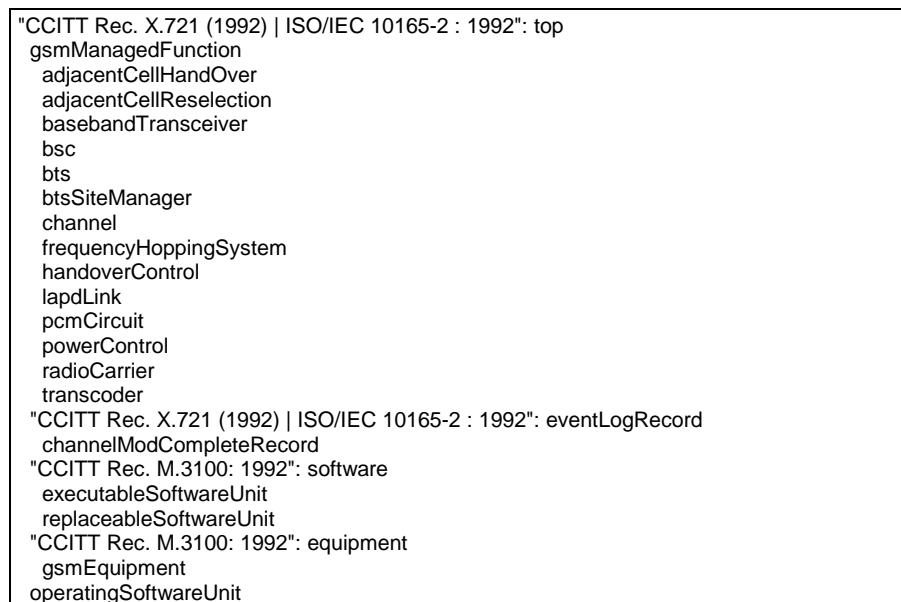 "CCITT Rec. X.721 (1992) | ISO/IEC 10165-2 : 1992": top
gsmManagedFunction
adjacentCellHandOver
adjacentCellReselection
basebandTransceiver
bsc
bts
btsSiteManager
channel
frequencyHoppingSystem
handoverControl
lapdLink
pcmCircuit
powerControl
radioCarrier
transcoder
"CCITT Rec. X.721 (1992) | ISO/IEC 10165-2 : 1992": eventLogRecord
channelModCompleteRecord
"CCITT Rec. M.3100: 1992": software
executableSoftwareUnit
replaceableSoftwareUnit
"CCITT Rec. M.3100: 1992": equipment
gsmEquipment
operatingSoftwareUnit